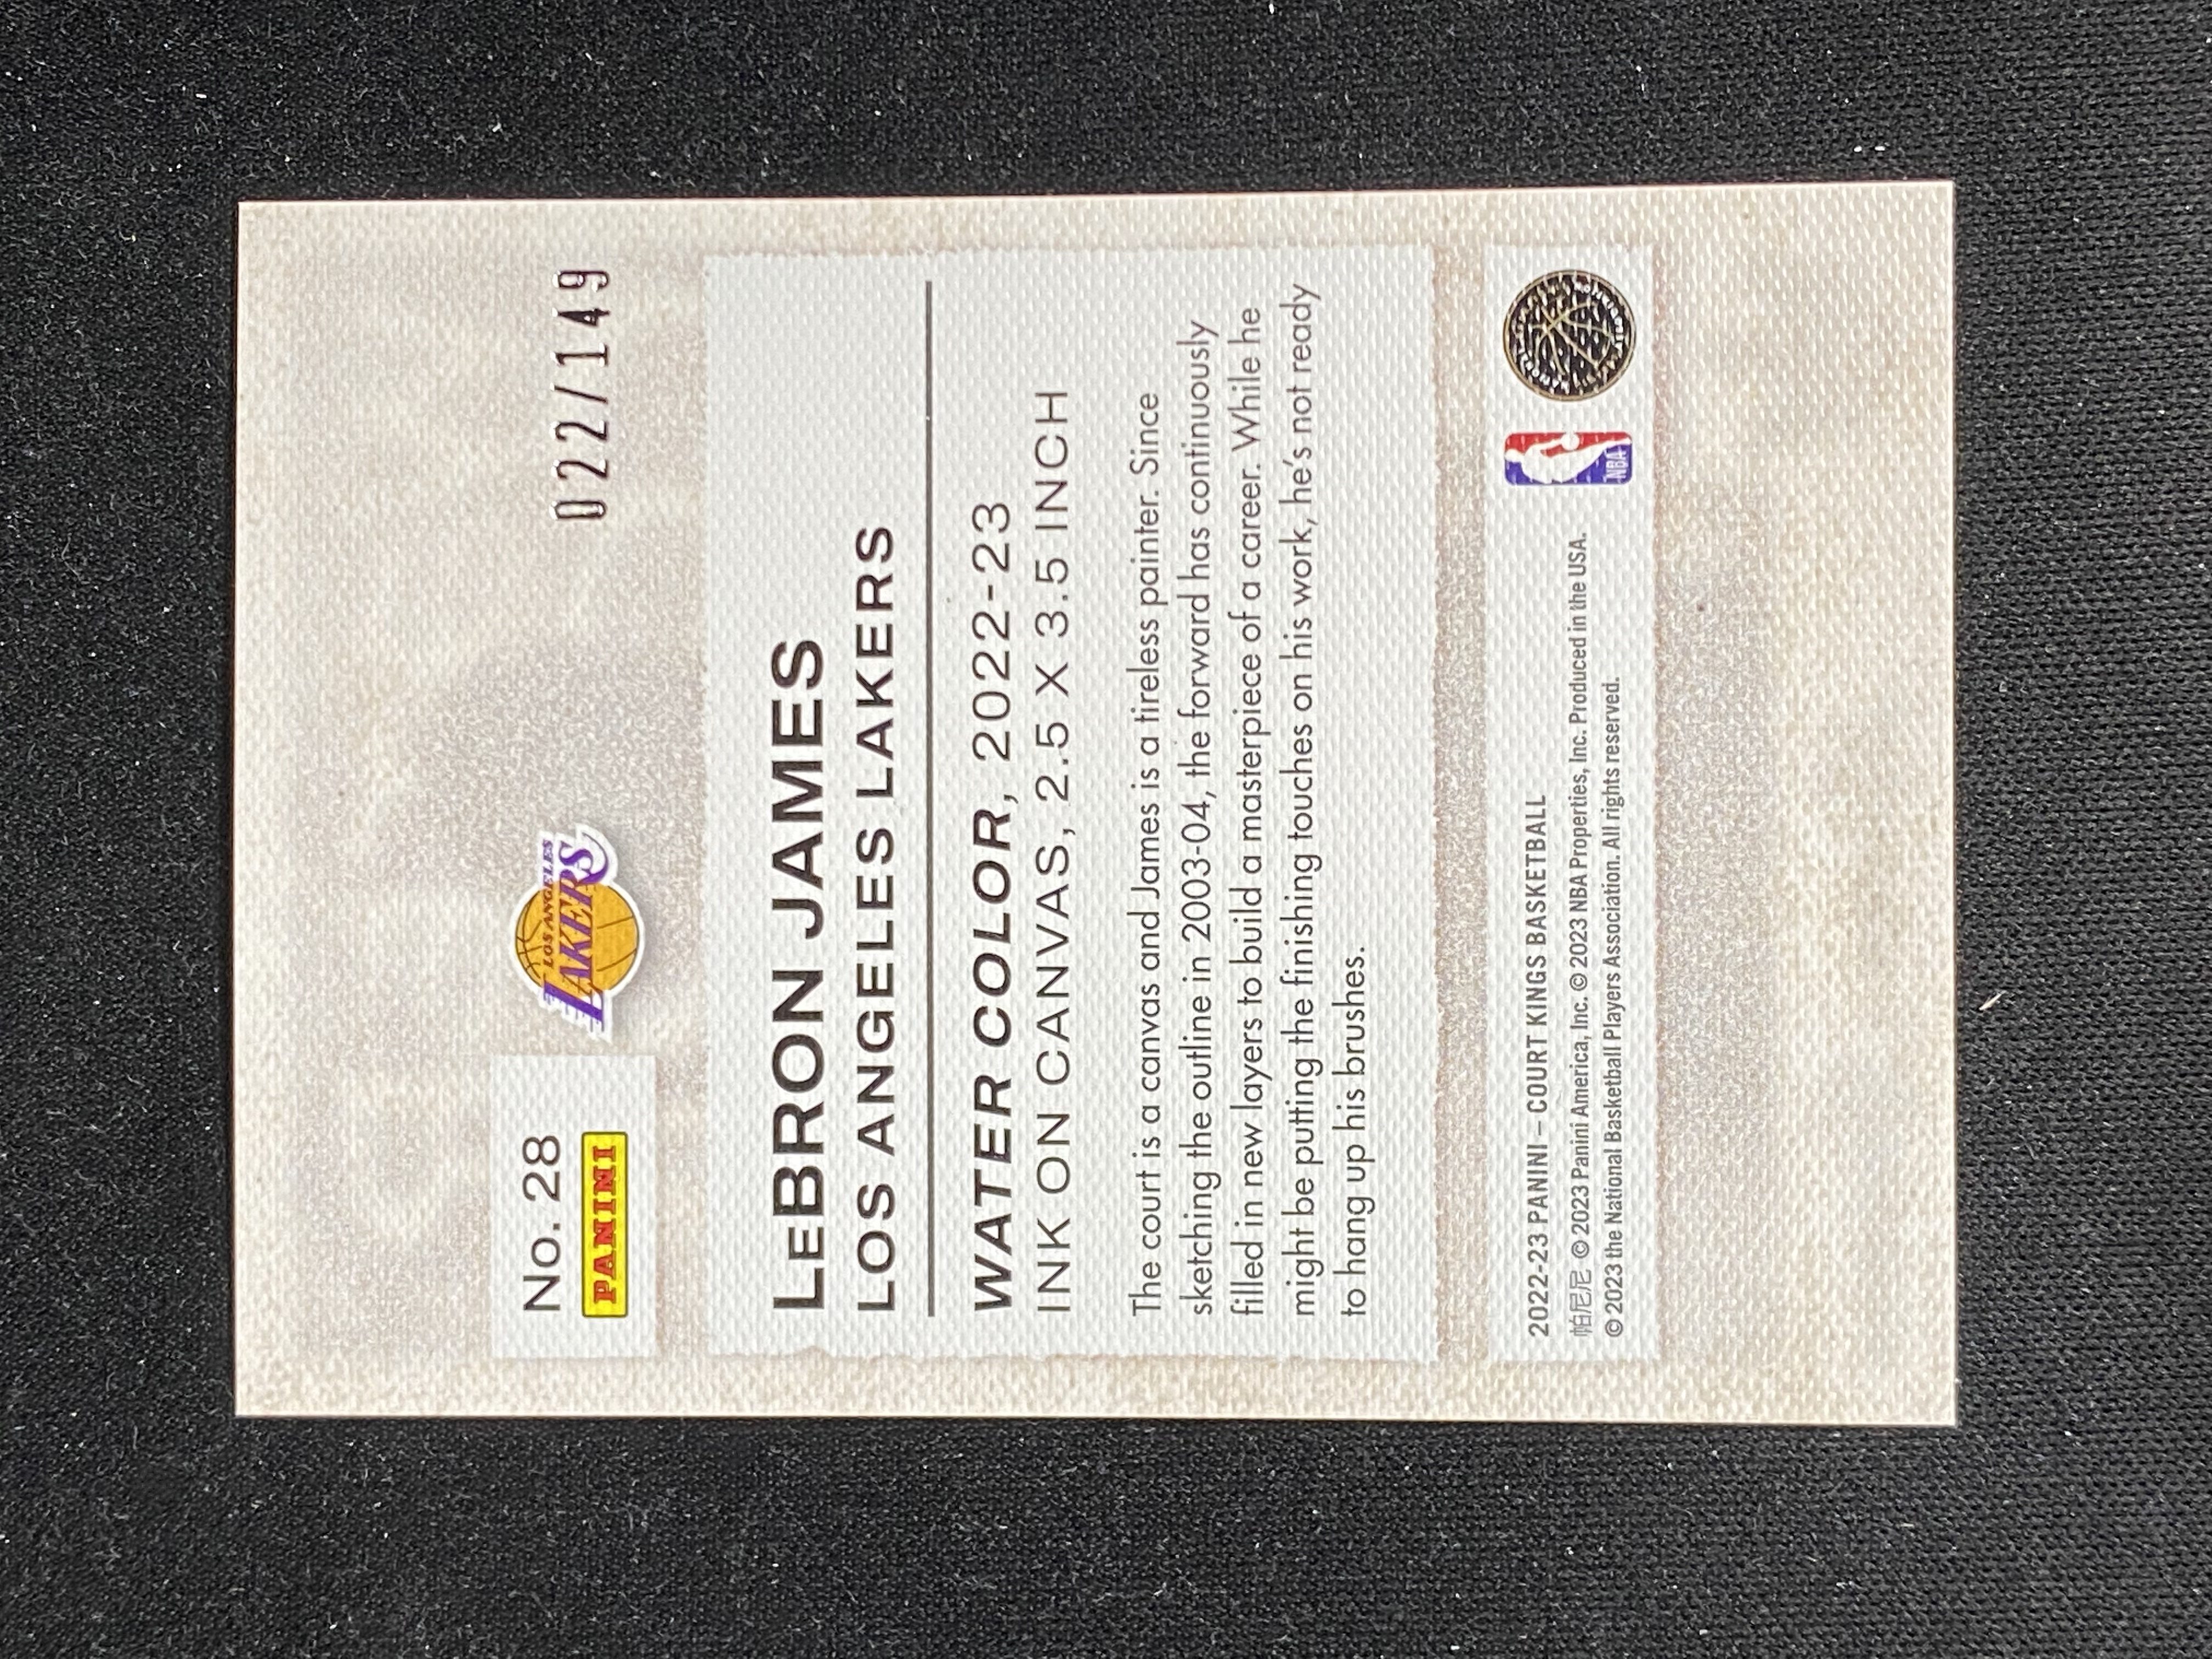 No. 28
PANINI
LOS ANGELES
LAKERS
022/149
LeBRON JAMES
LOS ANGELES LAKERS
WATER COLOR, 2022-23
INK ON CANVAS, 2.5 X 3.5 INCH
The court is a canvas and James is a tireless painter. Since
sketching the outline in 2003-04, the forward has continuously
filled in new layers to build a masterpiece of a career. While he
might be putting the finishing touches on his work, he's not ready
to hang up his brushes.
2022-23 PANINI – COURT KINGS BASKETBALL
帕尼尼 © 2023 Panini America, Inc. © 2023 NBA Properties, Inc. Produced in the USA.
© 2023 the National Basketball Players Association. All rights reserved.
NBA